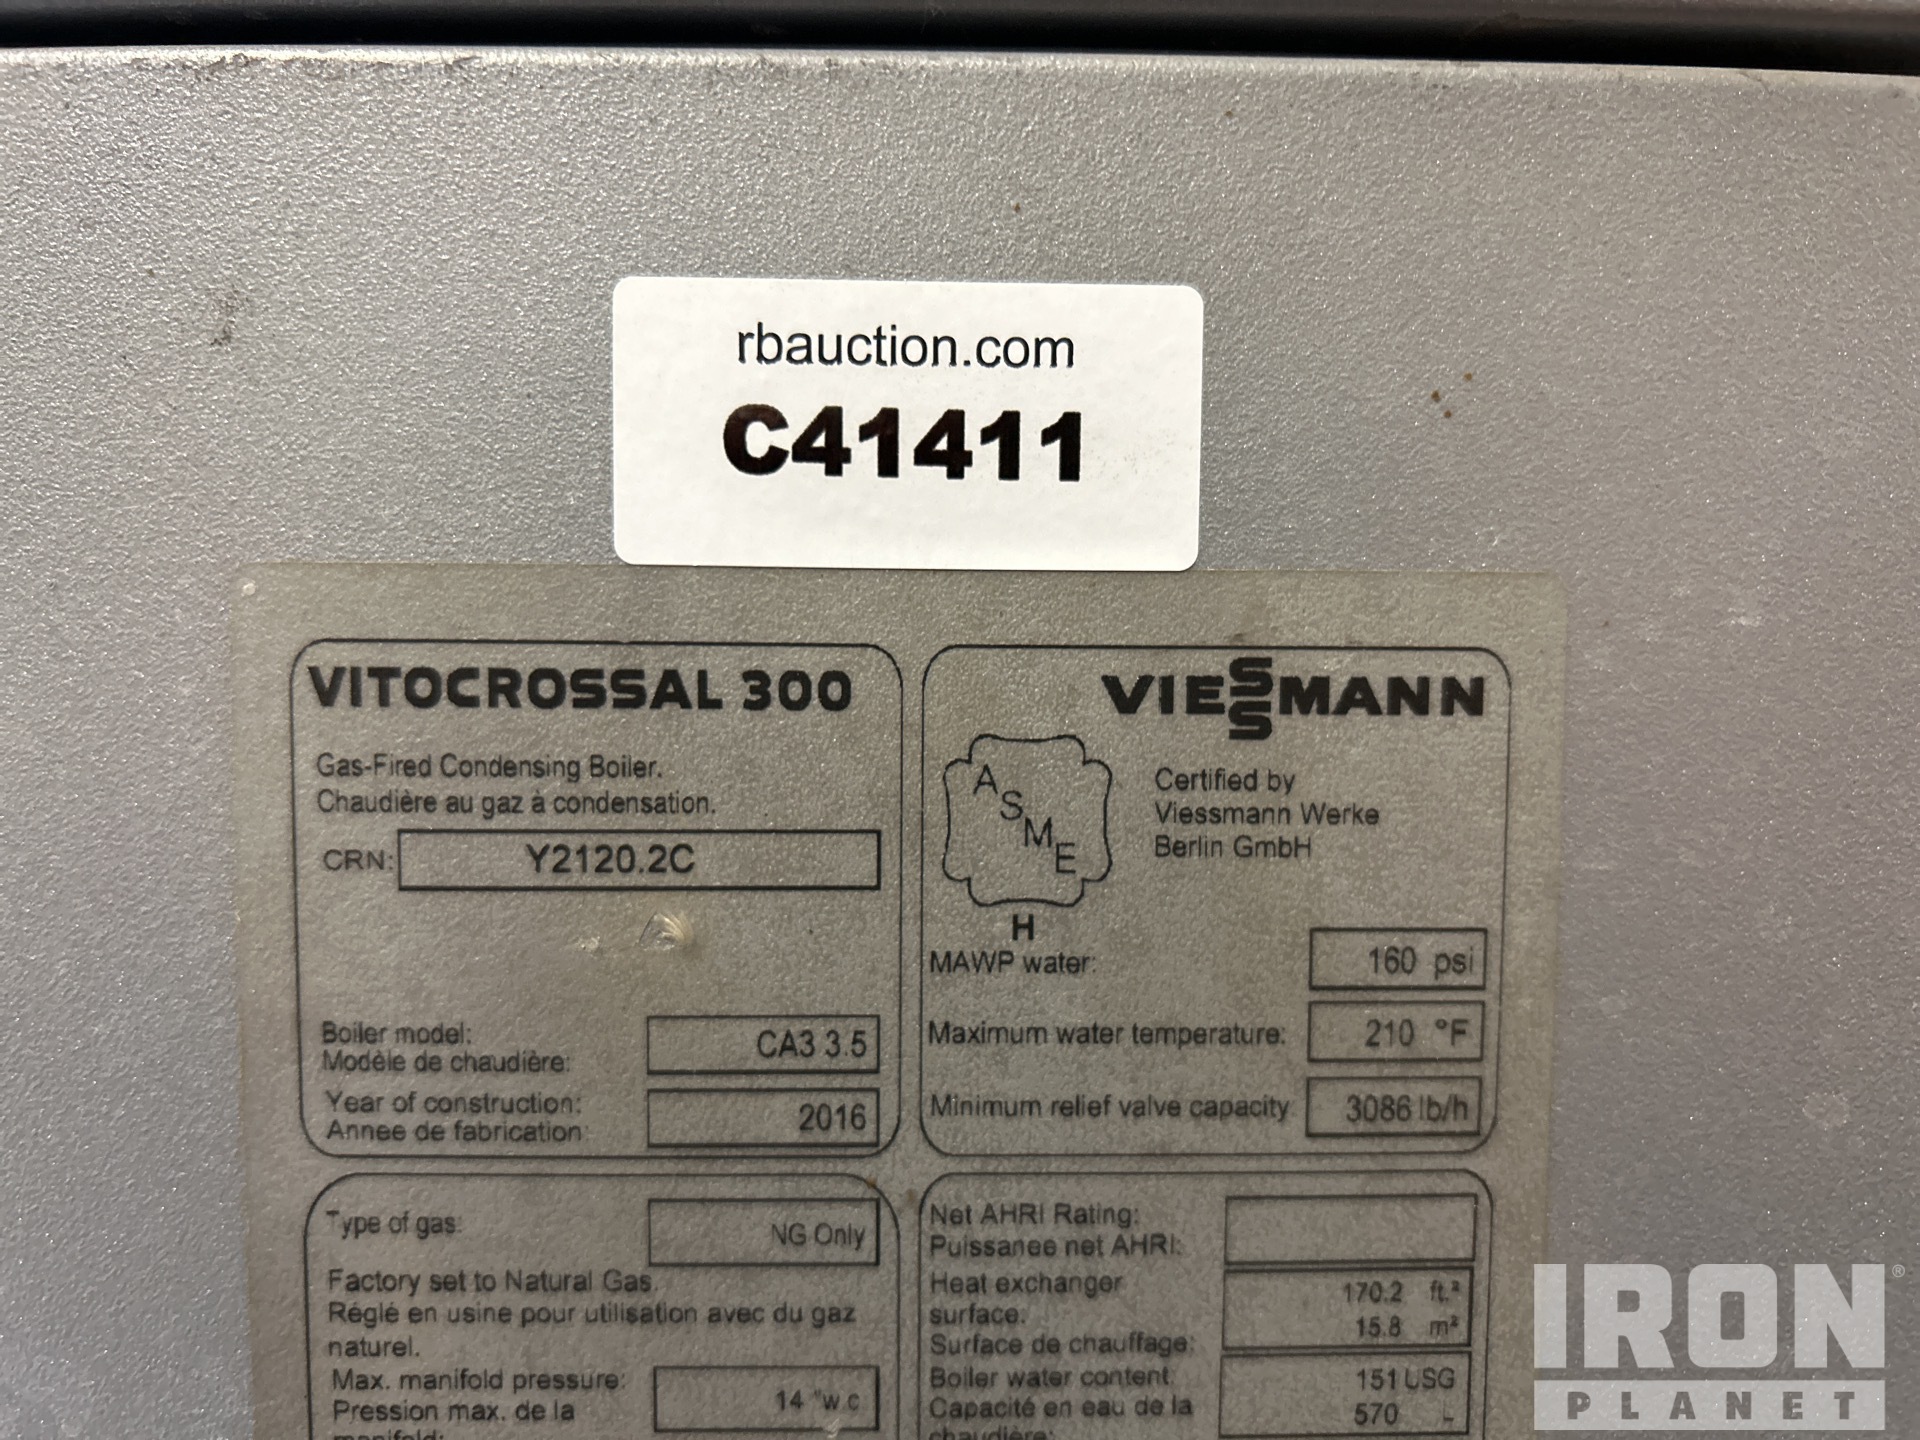 rbauction.com
C41411
VITOCROSSAL 300
Gas-Fired Condensing Boiler.
Chaudière au gaz à condensation.
CRN: Y2120.2C
Boiler model:
Modèle de chaudière:
CA3 3.5
Year of construction:
Annee de fabrication:
2016
VIESSMANN
ASME
H
Certified by
Viessmann Werke
Berlin GmbH
MAWP water: 160 psi
Maximum water temperature: 210 °F
Minimum relief valve capacity 3086 lb/h
Type of gas: NG Only
Factory set to Natural Gas.
Réglé en usine pour utilisation avec du gaz
naturel.
Max. manifold pressure:
Pression max. de la
manifold:
14 "w.c
Net AHRI Rating:
Puissanee net AHRI:
Heat exchanger
surface:
Surface de chauffage:
170.2 ft.²
15.8 m²
Boiler water content:
Capacité en eau de la
chaudière:
151 USG
570 L
IRON
PLANET
®